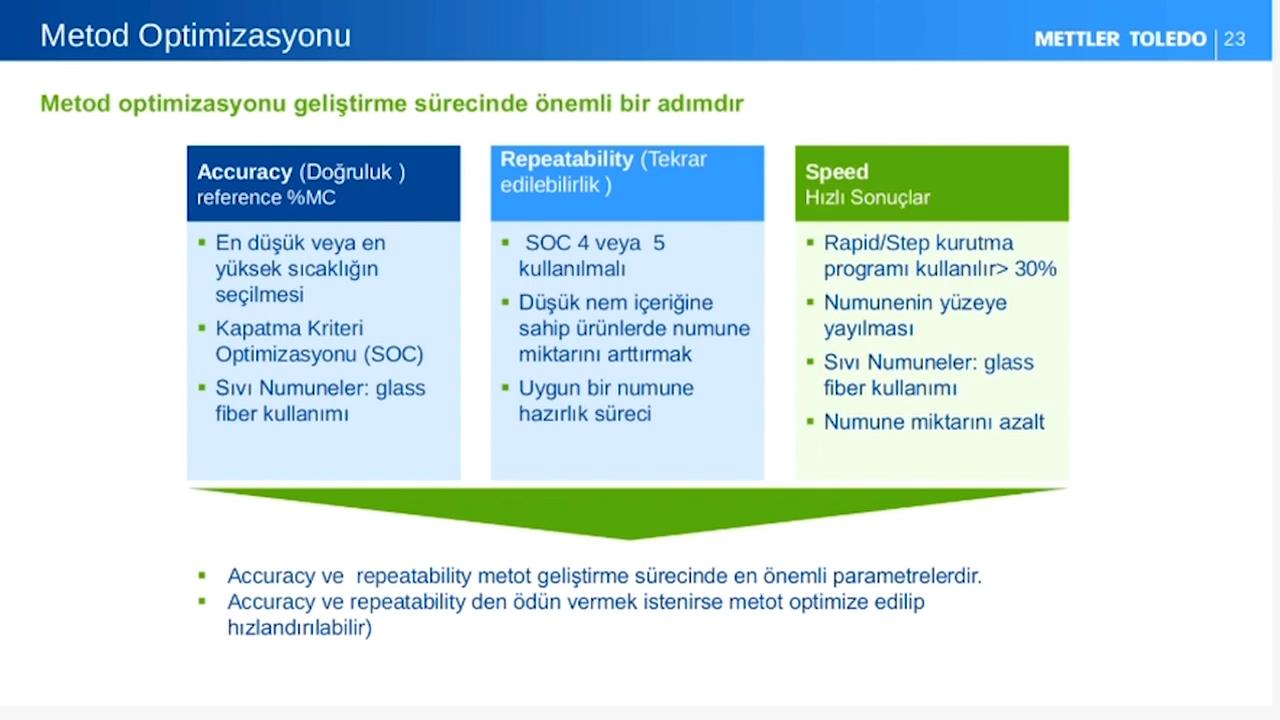 Metod Optimizasyonu
METTLER TOLEDO 23
Metod optimizasyonu geliştirme sürecinde önemli bir adımdır
Accuracy (Doğruluk )
reference %MC
En düşük veya en
yüksek sıcaklığın
seçilmesi
Kapatma Kriteri
Optimizasyonu (SOC)
Sıvı Numuneler: glass
fiber kullanımı
Repeatability (Tekrar
edilebilirlik )
SOC 4 veya 5
kullanılmalı
Düşük nem içeriğine
sahip ürünlerde numune
miktarını arttırmak
Uygun bir numune
hazırlık süreci
Speed
Hızlı Sonuçlar
Rapid/Step kurutma
programı kullanılır> 30%
Numunenin yüzeye
yayılması
Sıvı Numuneler: glass
fiber kullanımı
Numune miktarını azalt
Accuracy ve repeatability metot geliştirme sürecinde en önemli parametrelerdir.
Accuracy ve repeatability den ödün vermek istenirse metot optimize edilip
hızlandırılabilir)